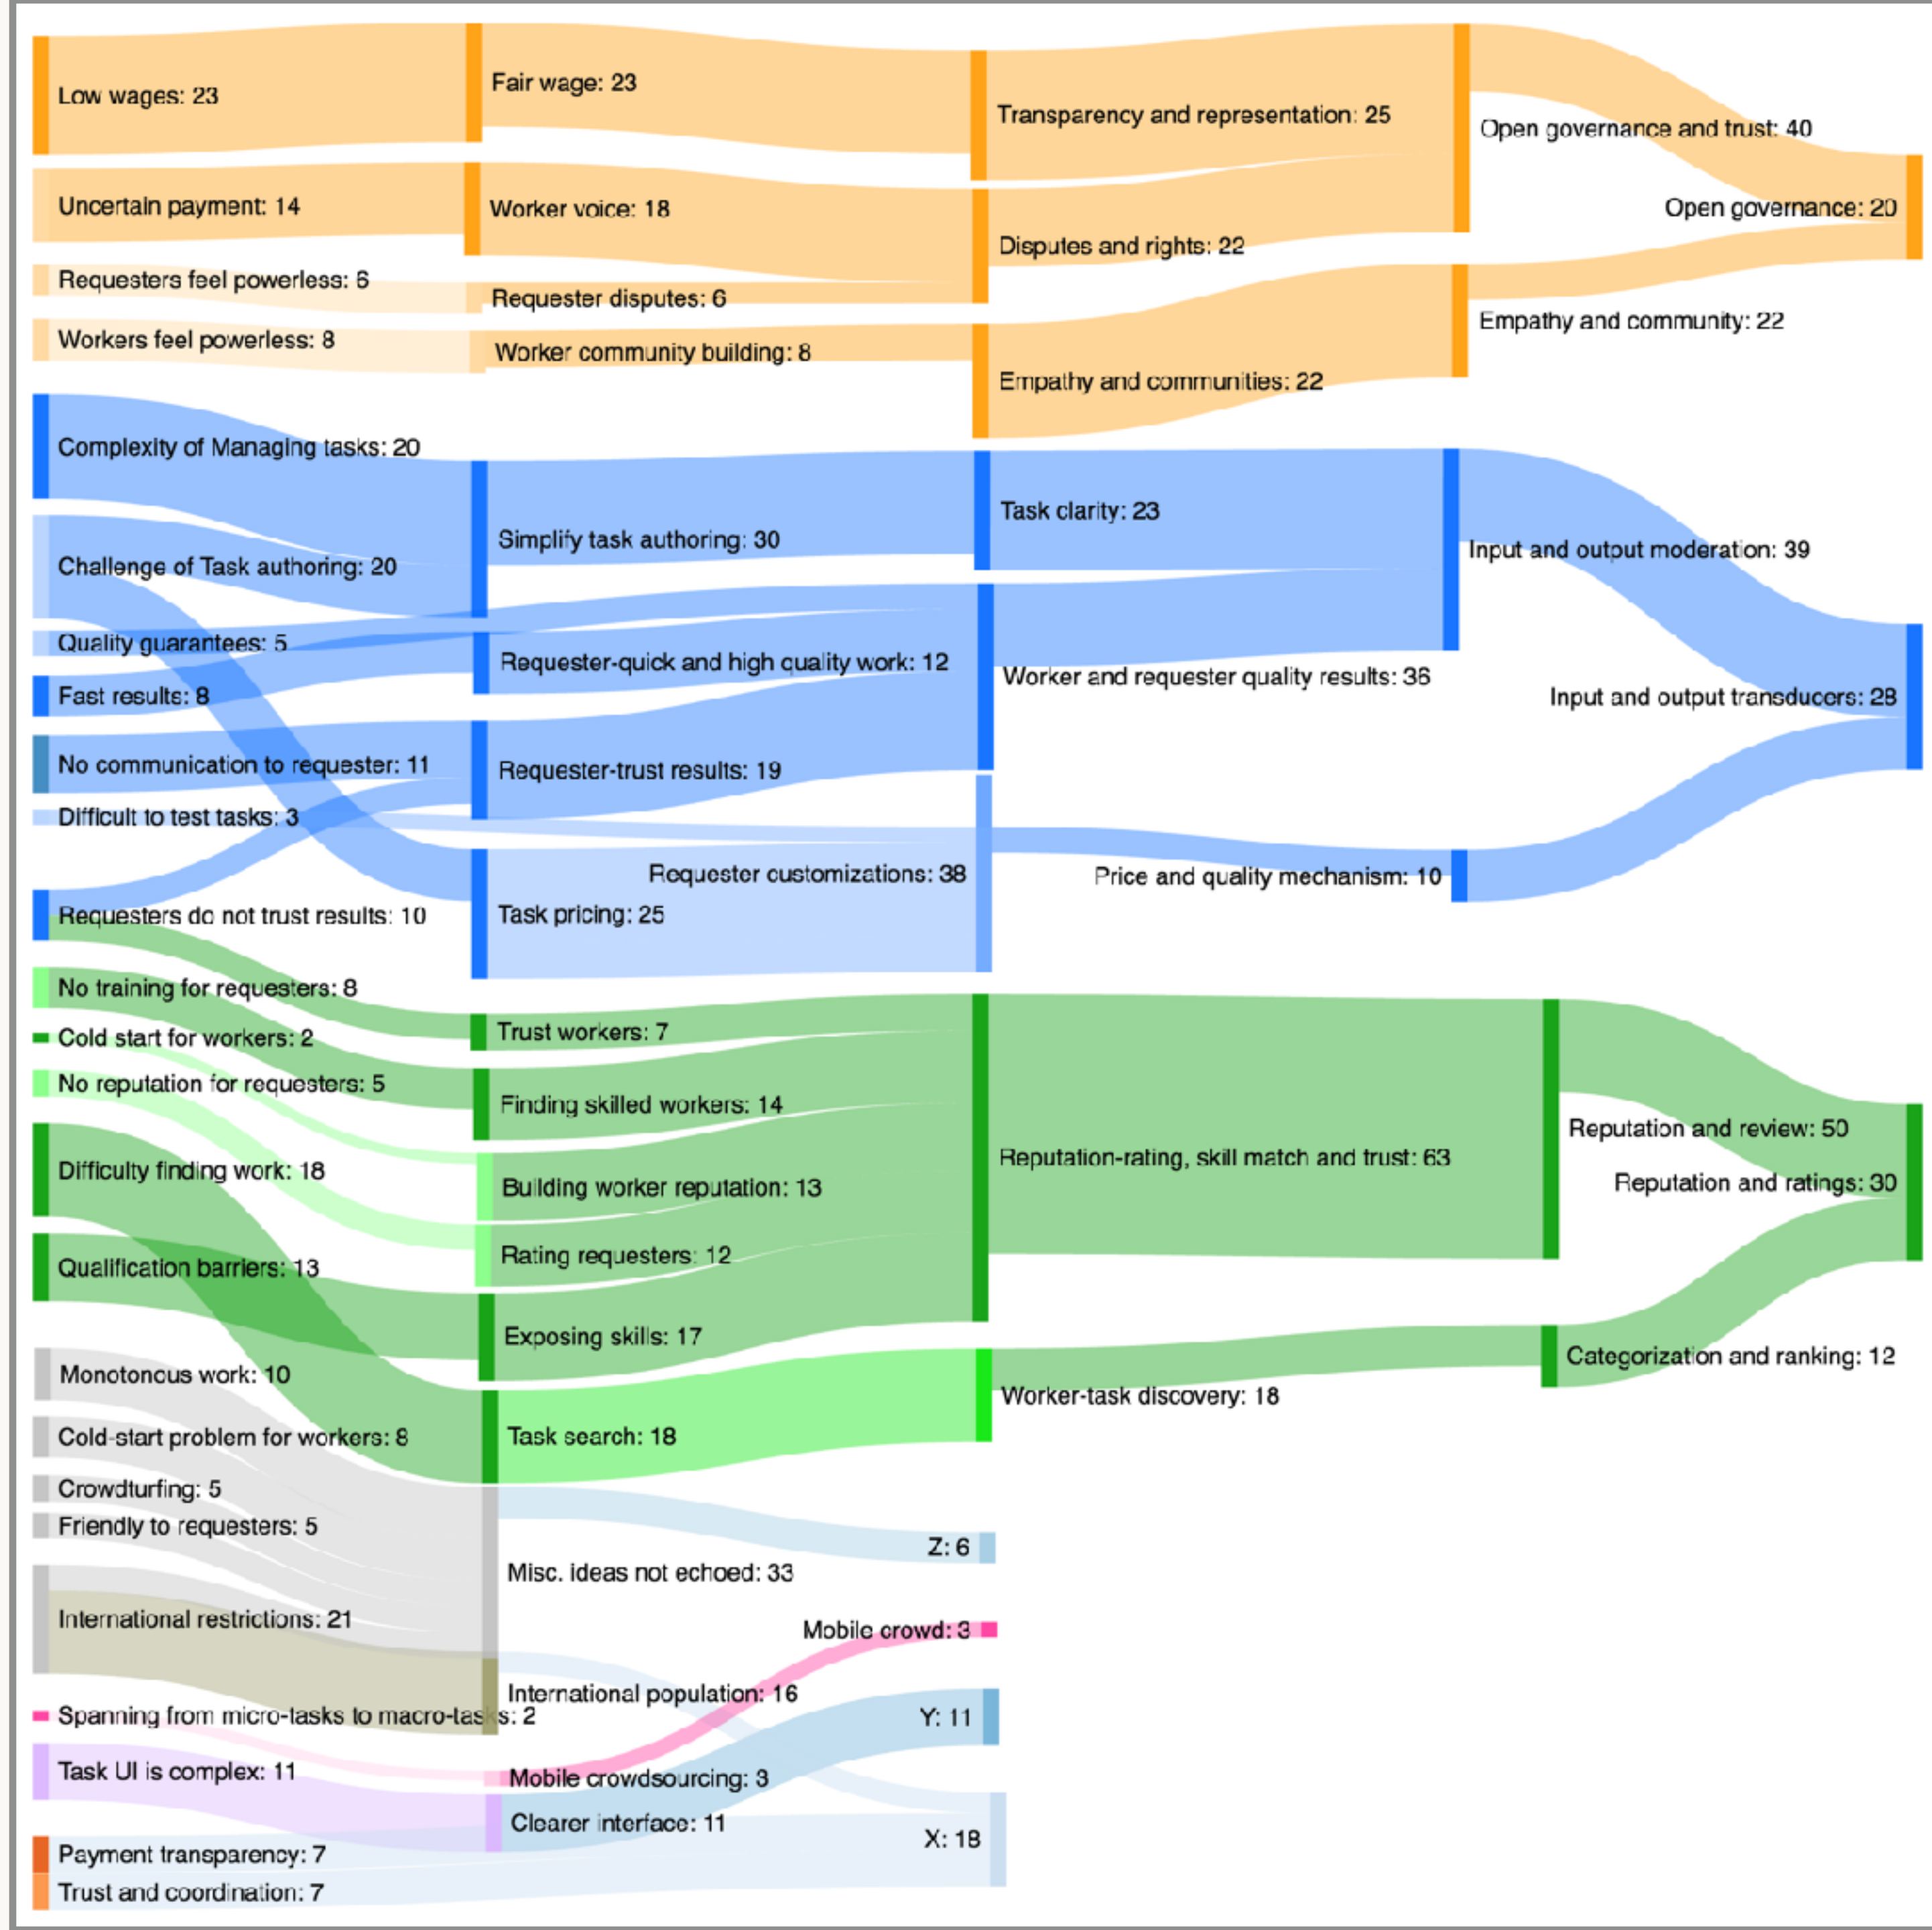 Low wages: 23
Uncertain payment: 14
Requesters feel powerless: 6
Workers feel powerless: 8
Complexity of Managing tasks: 20
Challenge of Task authoring: 20
Quality guarantees: 5
Fast results: 8
No communication to requester: 11
Difficult to test tasks: 3
Requesters do not trust results: 10
No training for requesters: 8
Cold start for workers: 2
No reputation for requesters: 5
Difficulty finding work: 18
Qualification barriers: 13
Monotonous work: 10
Cold-start problem for workers: 8
Crowdturfing: 5
Friendly to requesters: 5
International restrictions: 21
Spanning from micro-tasks to macro-tasks: 2
Task UI is complex: 11
Payment transparency: 7
Trust and coordination: 7
Fair wage: 23
Worker voice: 18
Requester disputes: 6
Worker community building: 8
Simplify task authoring: 30
Requester-quick and high quality work: 12
Requester-trust results: 19
Task pricing: 25
Trust workers: 7
Finding skilled workers: 14
Building worker reputation: 13
Rating requesters: 12
Exposing skills: 17
Task search: 18
Misc. ideas not echoed: 33
International population: 16
Mobile crowdsourcing: 3
Clearer interface: 11
Transparency and representation: 25
Disputes and rights: 22
Empathy and communities: 22
Task clarity: 23
Worker and requester quality results: 36
Requester customizations: 38
Reputation-rating, skill match and trust: 63
Worker-task discovery: 18
Z: 6
Mobile crowd: 3
Y: 11
X: 18
Open governance and trust: 40
Empathy and community: 22
Input and output moderation: 39
Price and quality mechanism: 10
Reputation and review: 50
Categorization and ranking: 12
Open governance: 20
Input and output transducers: 28
Reputation and ratings: 30